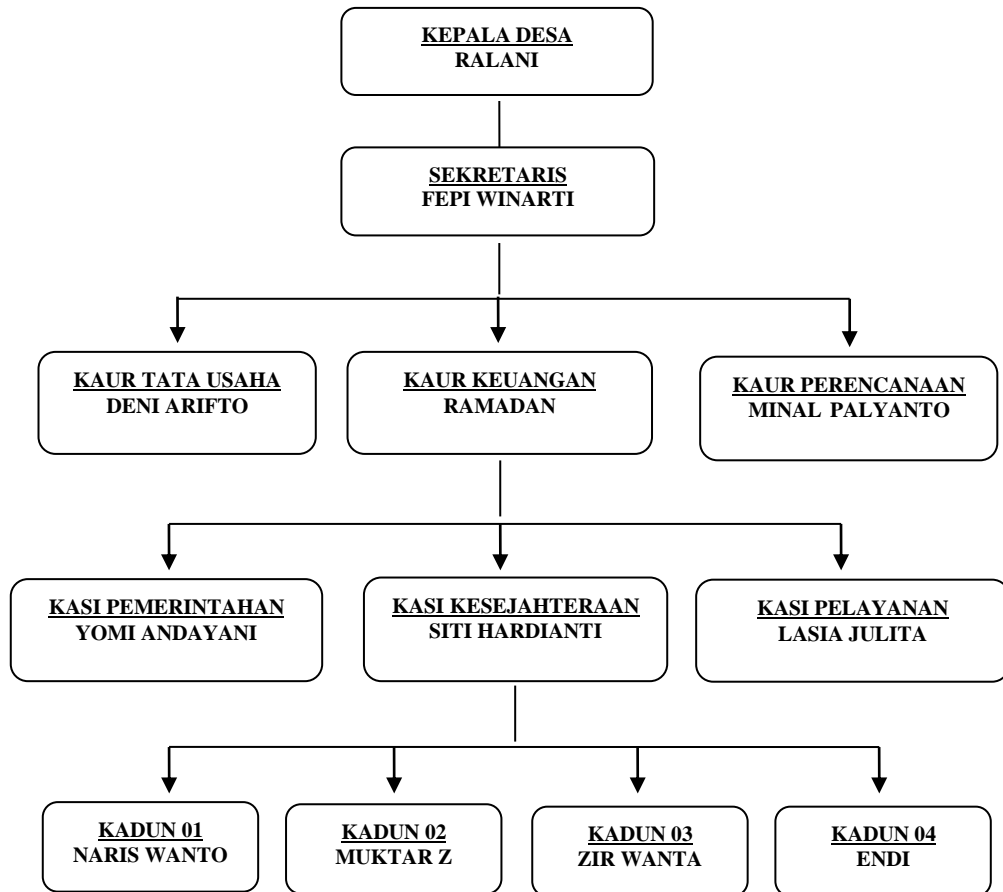 KEPALA DESA
RALANI
SEKRETARIS
FEPI WINARTI
KAUR TATA USAHA
DENI ARIFTO
KAUR KEUANGAN
RAMADAN
KAUR PERENCANAAN
MINAL PALYANTO
KASI PEMERINTAHAN
YOMI ANDAYANI
KASI KESEJAHTERAAN
SITI HARDIANTI
KASI PELAYANAN
LASIA JULITA
KADUN 01
NARIS WANTO
KADUN 02
MUKTAR Z
KADUN 03
ZIR WANTA
KADUN 04
ENDI